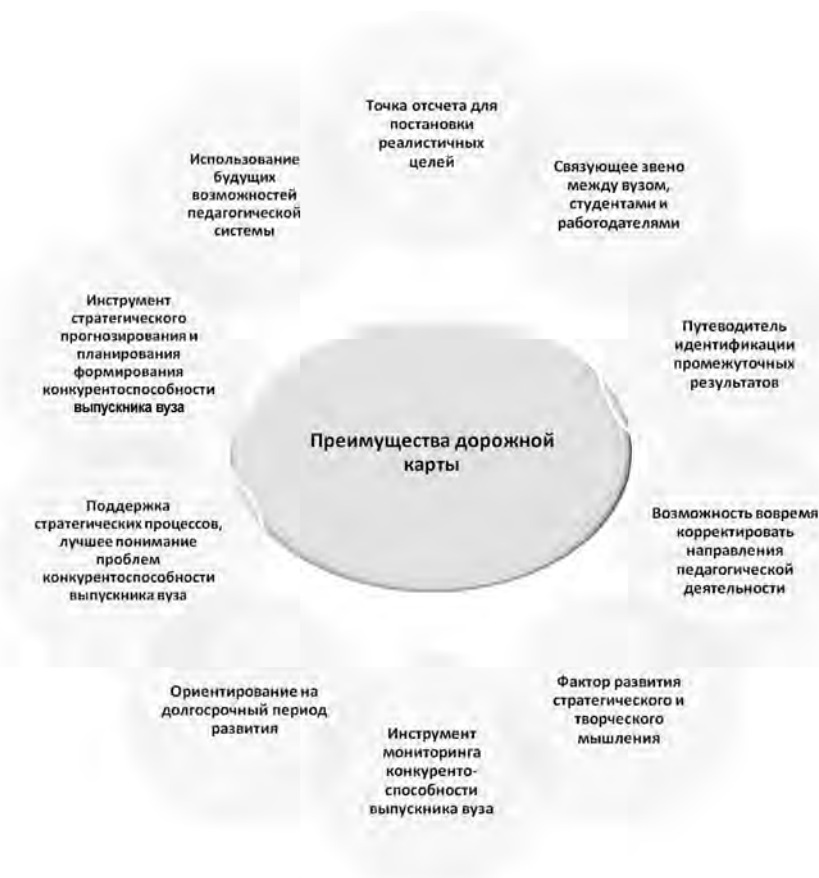 Точка отсчета для
постановки
реалистичных
целей
Связующее звено
между вузом,
студентами и
работодателями
Путеводитель
идентификации
промежуточных
результатов
Возможность вовремя
корректировать
направления
педагогической
деятельности
Фактор развития
стратегического и
творческого
мышления
Инструмент
мониторинга
конкуренто-
способности
выпускника вуза
Ориентирование на
долгосрочный период
развития
Поддержка
стратегических процессов,
лучшее понимание
проблем
конкурентоспособности
выпускника вуза
Инструмент
стратегического
прогнозирования и
планирования
формирования
конкурентоспособности
выпускника вуза
Использование
будущих
возможностей
педагогической
системы
Преимущества дорожной
карты